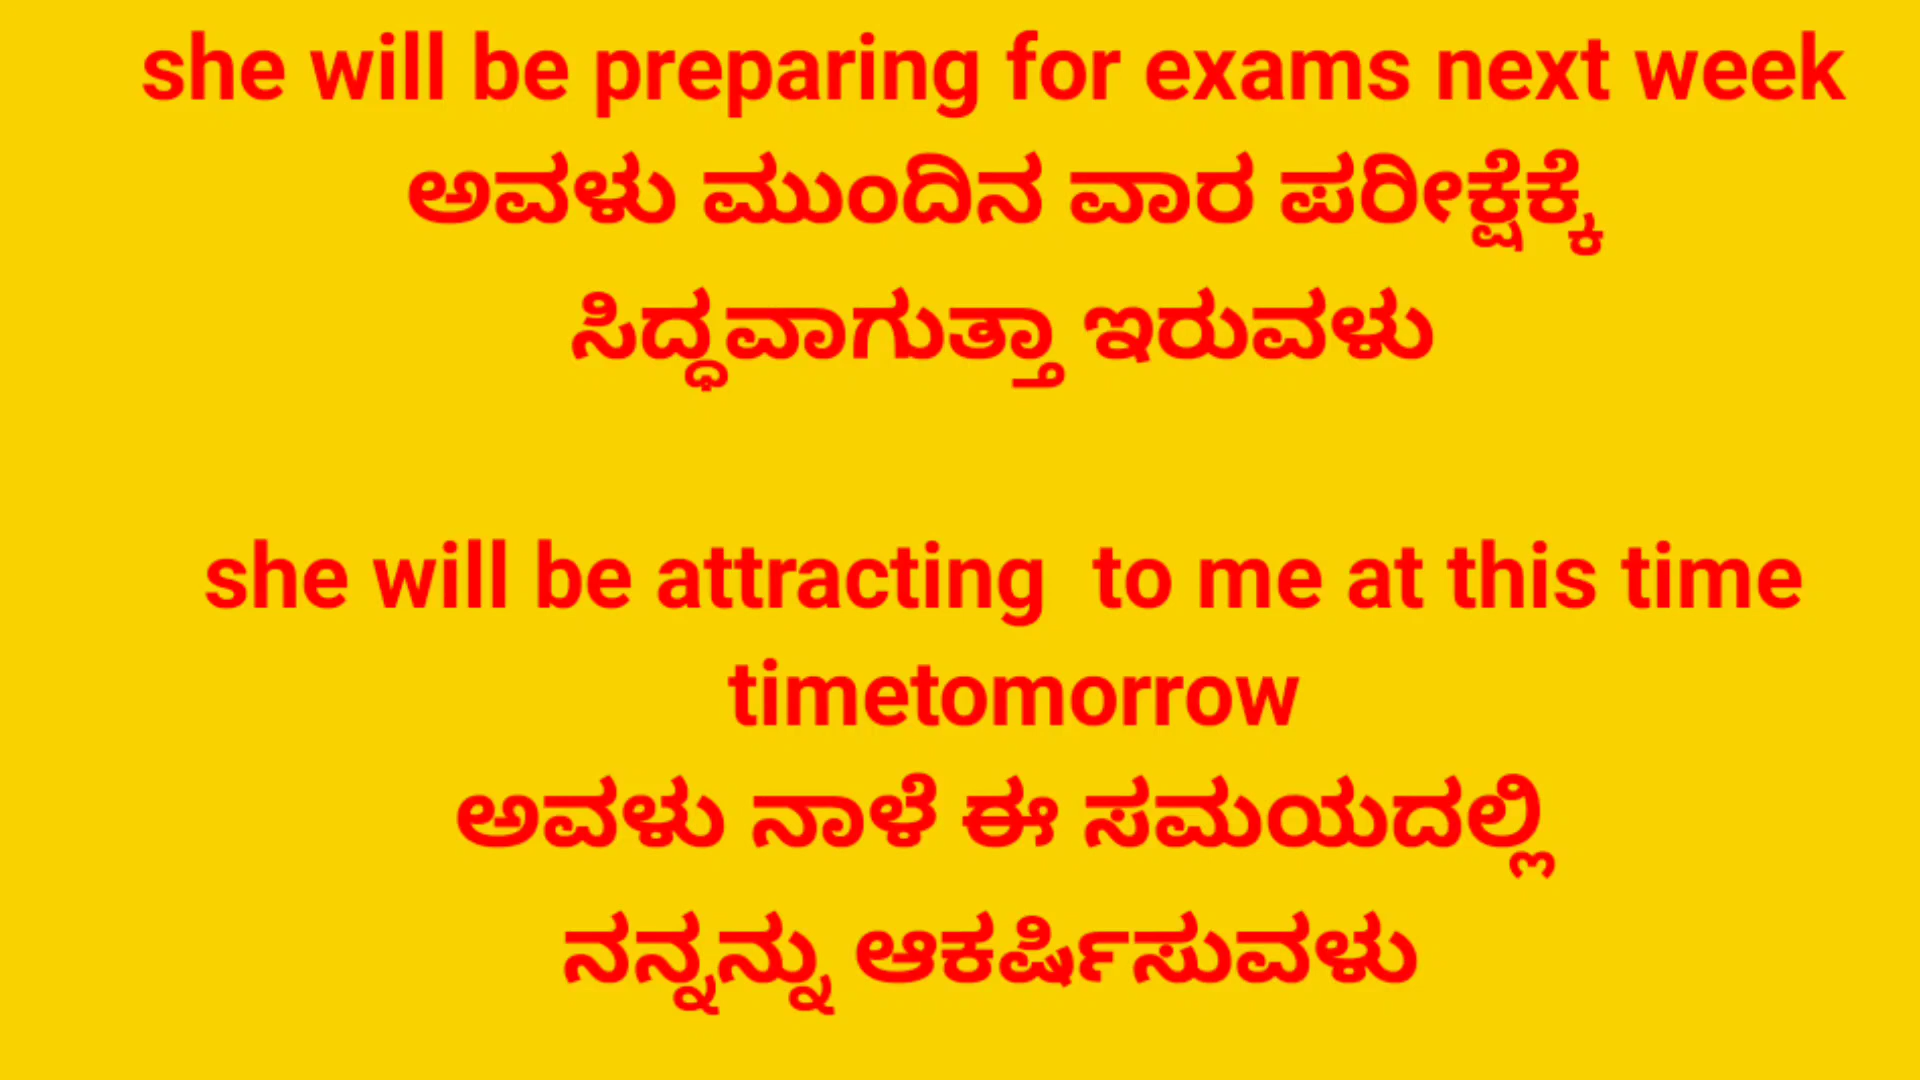 she will be preparing for exams next week
ಅವಳು ಮುಂದಿನ ವಾರ ಪರೀಕ್ಷೆಕ್ಕೆ
ಸಿದ್ಧವಾಗುತ್ತಾ ಇರುವಳು
she will be attracting  to me at this time
timetomorrow
ಅವಳು ನಾಳೆ ಈ ಸಮಯದಲ್ಲಿ
ನನ್ನನ್ನು ಆಕರ್ಷಿಸುವಳು